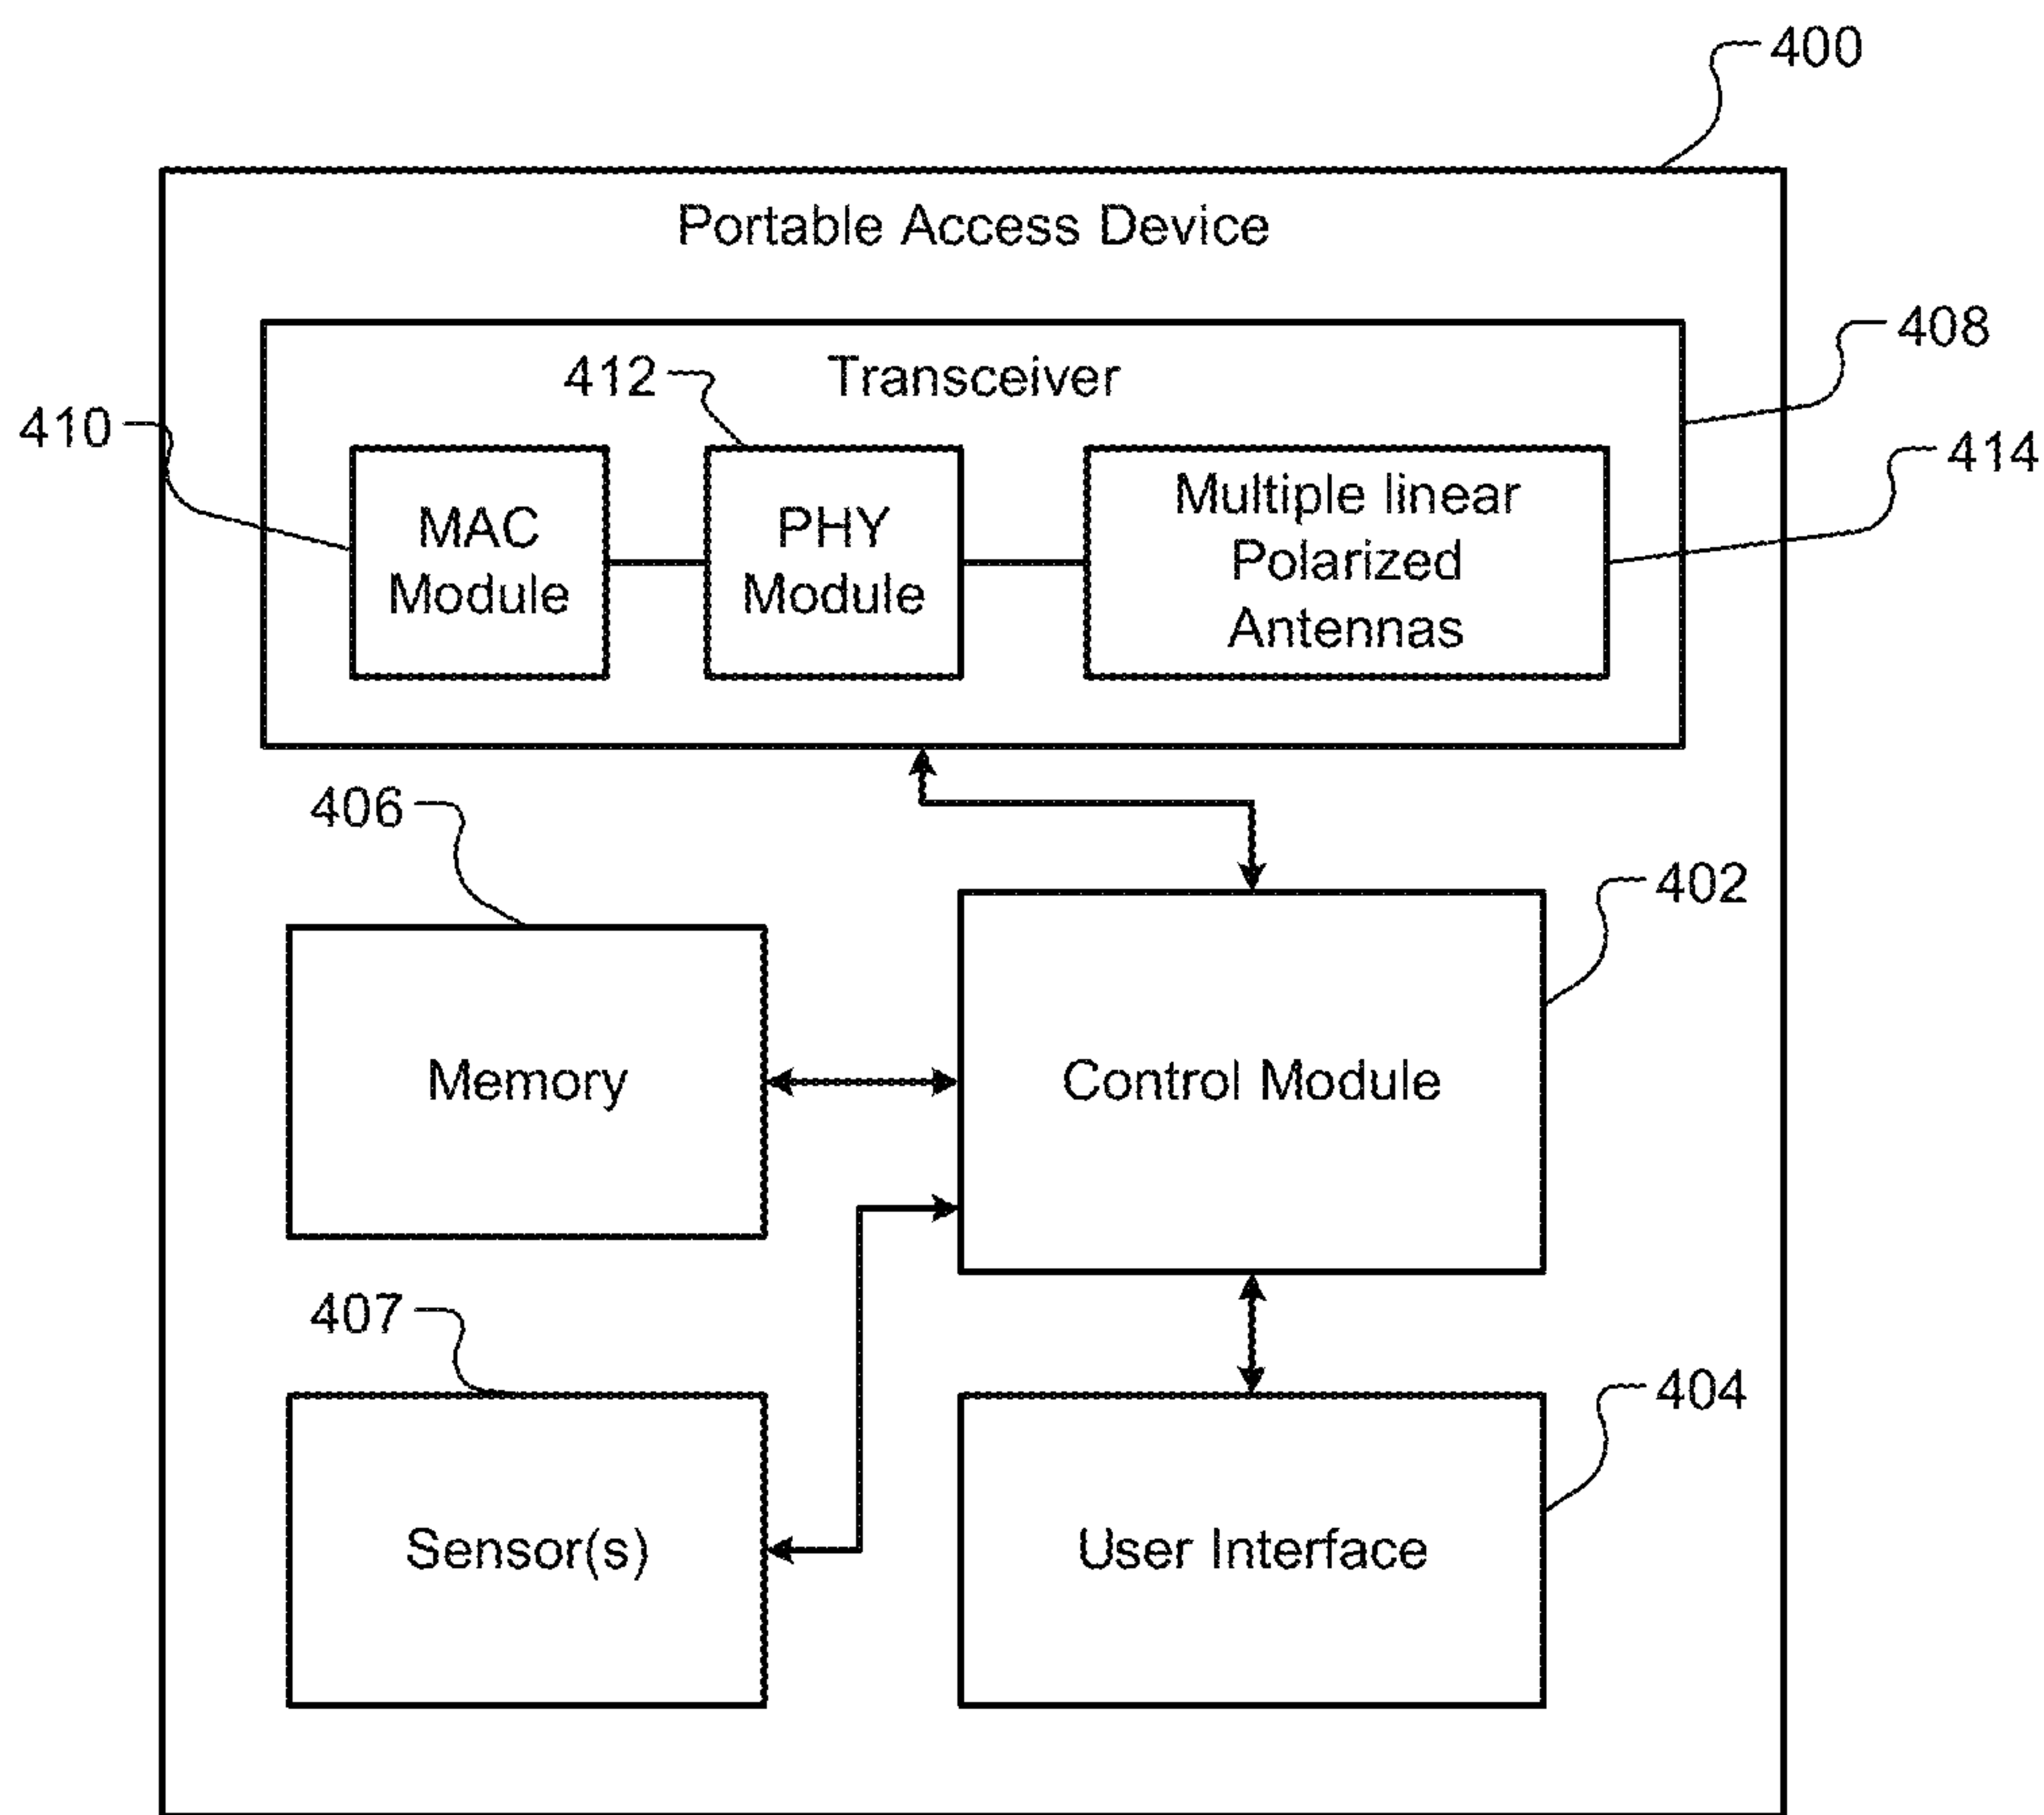 400
Portable Access Device
408
412
Transceiver
410
414
MAC
Module
PHY
Module
Multiple linear
Polarized
Antennas
406
402
Memory
Control Module
407
404
Sensor(s)
User Interface